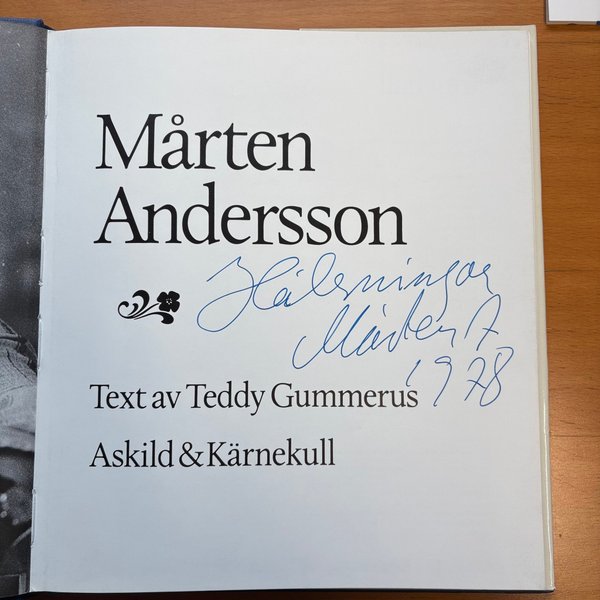 Mårten
Andersson
Hälsningar
Mårten A
1978
Text av Teddy Gummerus
Askild & Kärnekull